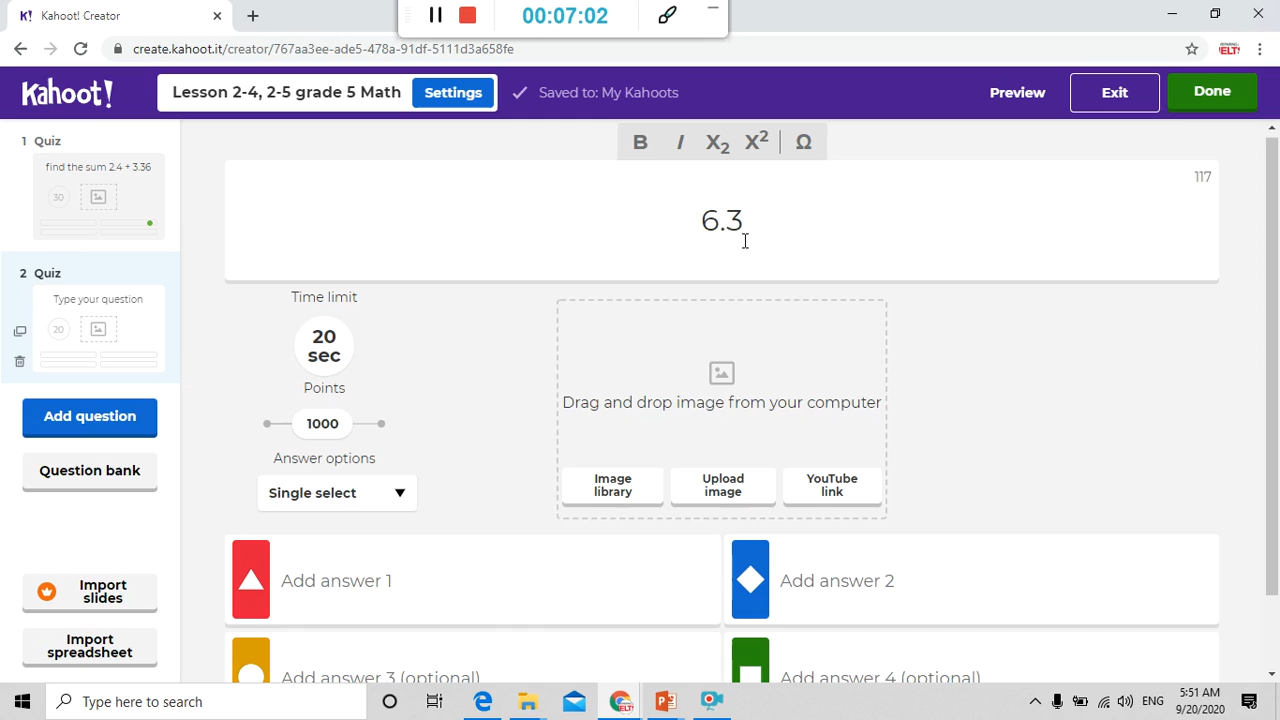 Kahoot! Creator
00:07:02
create.kahoot.it/creator/767aa3ee-ade5-478a-91df-5111d3a658fe
Kahoot!
Lesson 2-4, 2-5 grade 5 Math
Settings
Saved to: My Kahoots
Preview
Exit
Done
1 Quiz
find the sum 2.4 + 3.36
30
2 Quiz
Type your question
20
Add question
Question bank
Import
slides
Import
spreadsheet
B I X2 X2 Ω
117
6.3
Time limit
20
sec
Points
1000
Answer options
Single select
Drag and drop image from your computer
Image
library
Upload
image
YouTube
link
Add answer 1
Add answer 2
Add answer 3 (optional)
Add answer 4 (optional)
Type here to search
ENG
5:51 AM
9/20/2020